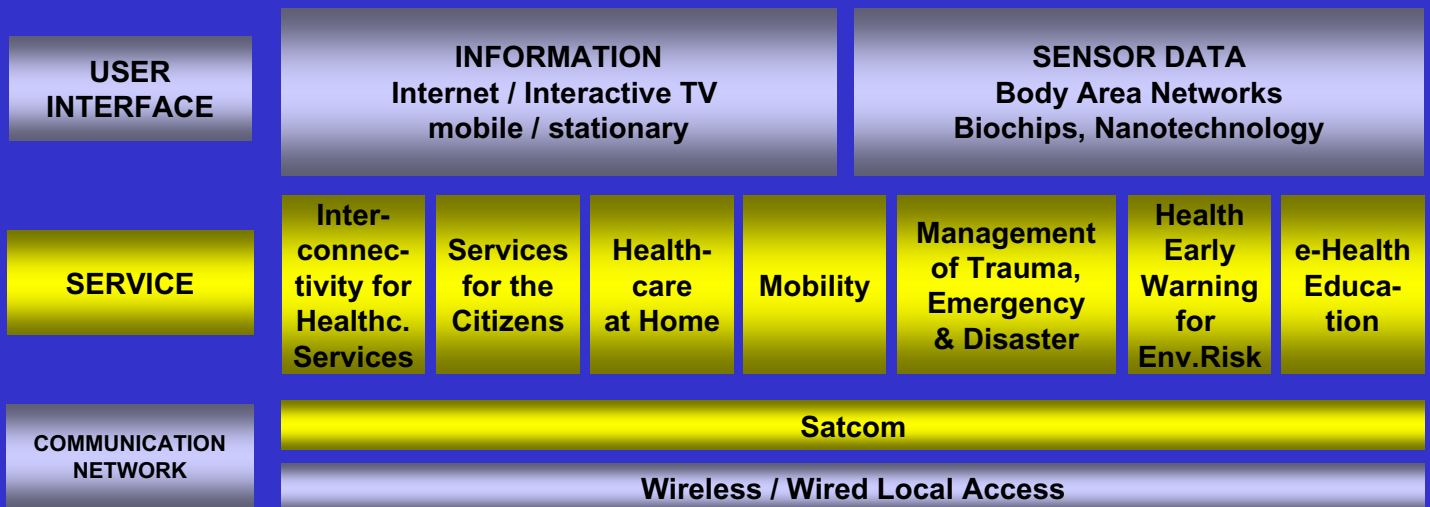 USER
INTERFACE
INFORMATION
Internet / Interactive TV
mobile / stationary
SENSOR DATA
Body Area Networks
Biochips, Nanotechnology
SERVICE
Inter-
connec-
tivity for
Healthc.
Services
Services
for the
Citizens
Health-
care
at Home
Mobility
Management
of Trauma,
Emergency
& Disaster
Health
Early
Warning
for
Env.Risk
e-Health
Educa-
tion
COMMUNICATION
NETWORK
Satcom
Wireless / Wired Local Access